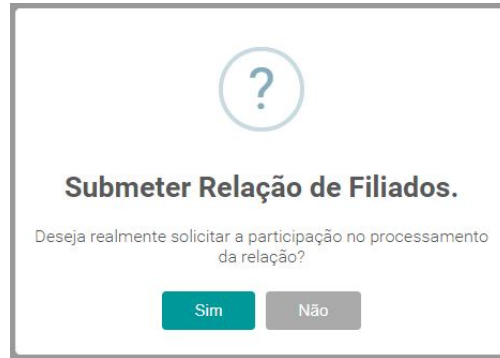 ?
Submeter Relação de Filiados.
Deseja realmente solicitar a participação no processamento
da relação?
Sim Não